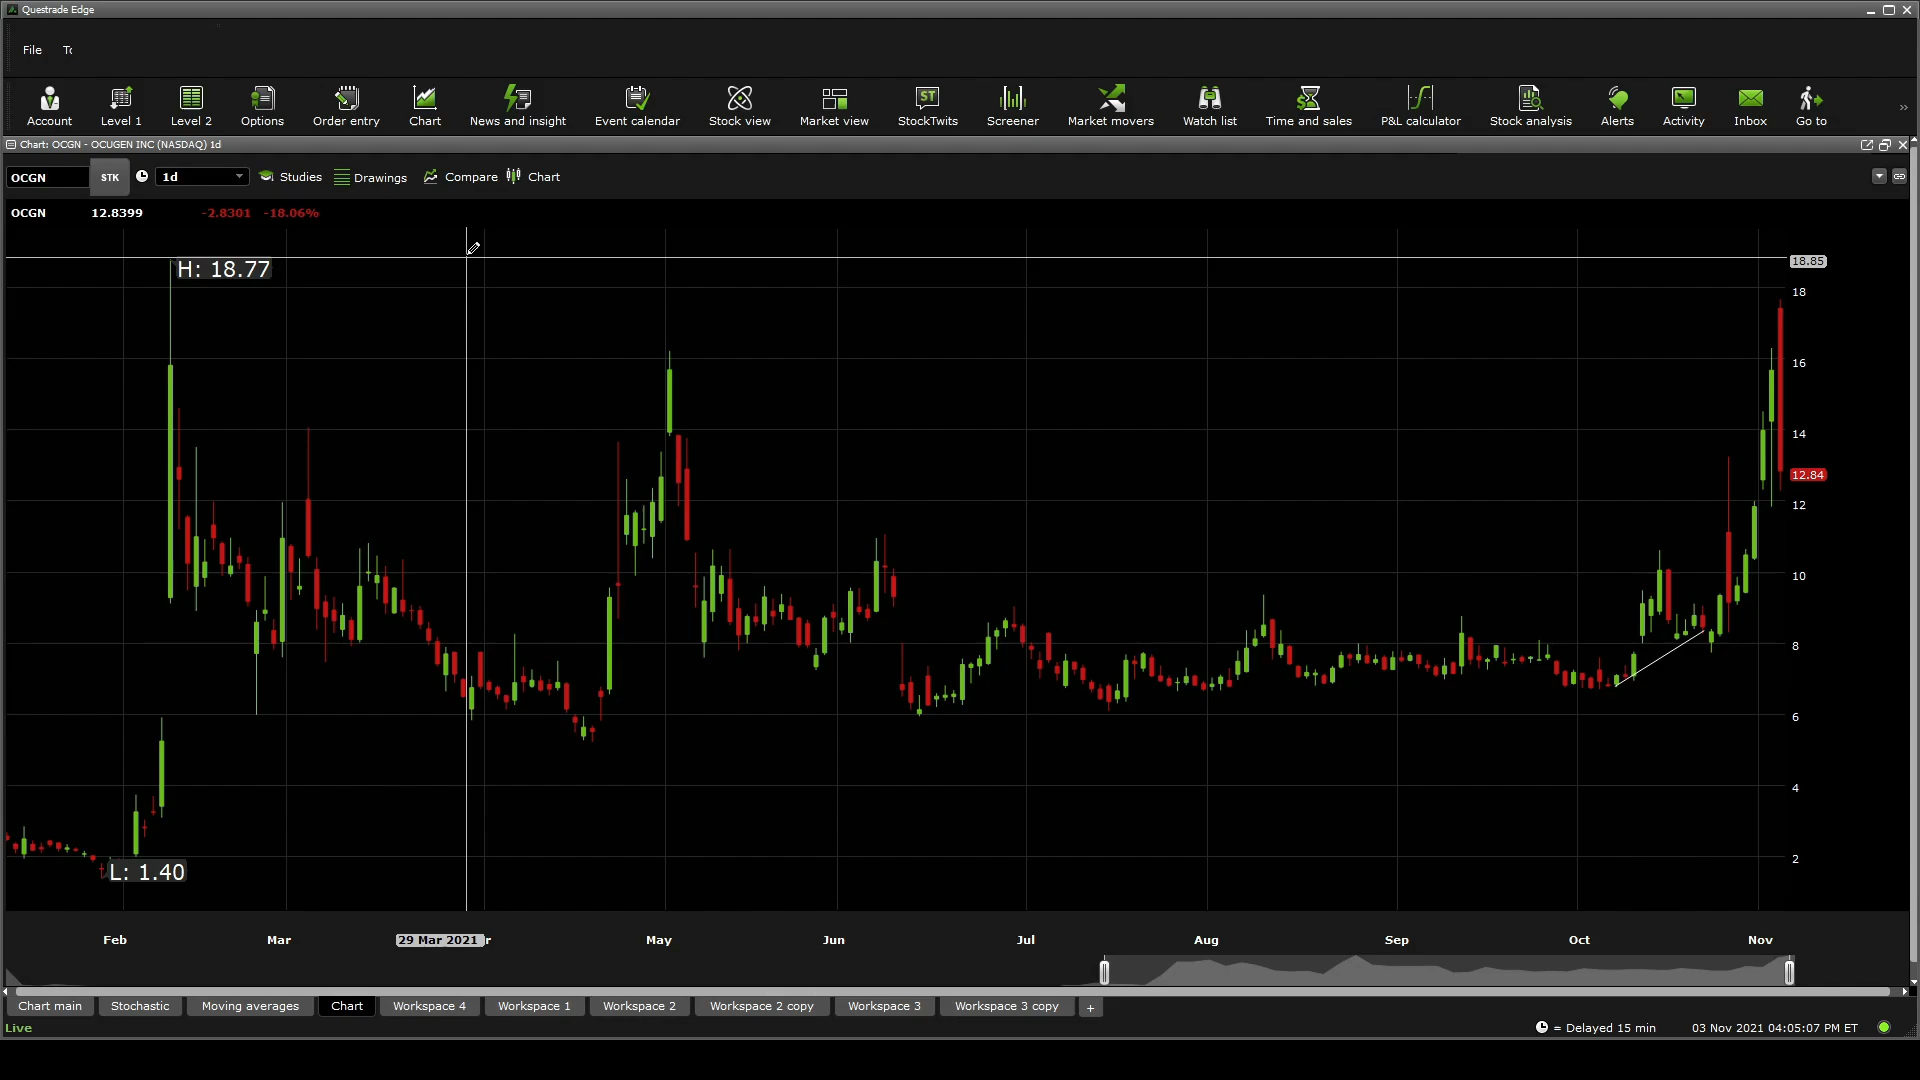 Questrade Edge
File
Account Level 1 Level 2 Options Order entry Chart News and insight Event calendar Stock view Market view StockTwits Screener Market movers Watch list Time and sales P&L calculator Stock analysis Alerts Activity Inbox Go to
Chart: OCGN - OCUGEN INC (NASDAQ) 1d
OCGN STK 1d Studies Drawings Compare Chart
OCGN 12.8399 -2.8301 -18.06%
18.85
H: 18.77
18
16
14
12.84
12
10
8
6
4
2
L: 1.40
Feb Mar 29 Mar 2021 r May Jun Jul Aug Sep Oct Nov
Chart main Stochastic Moving averages Chart Workspace 4 Workspace 1 Workspace 2 Workspace 2 copy Workspace 3 Workspace 3 copy +
Live = Delayed 15 min 03 Nov 2021 04:05:07 PM ET